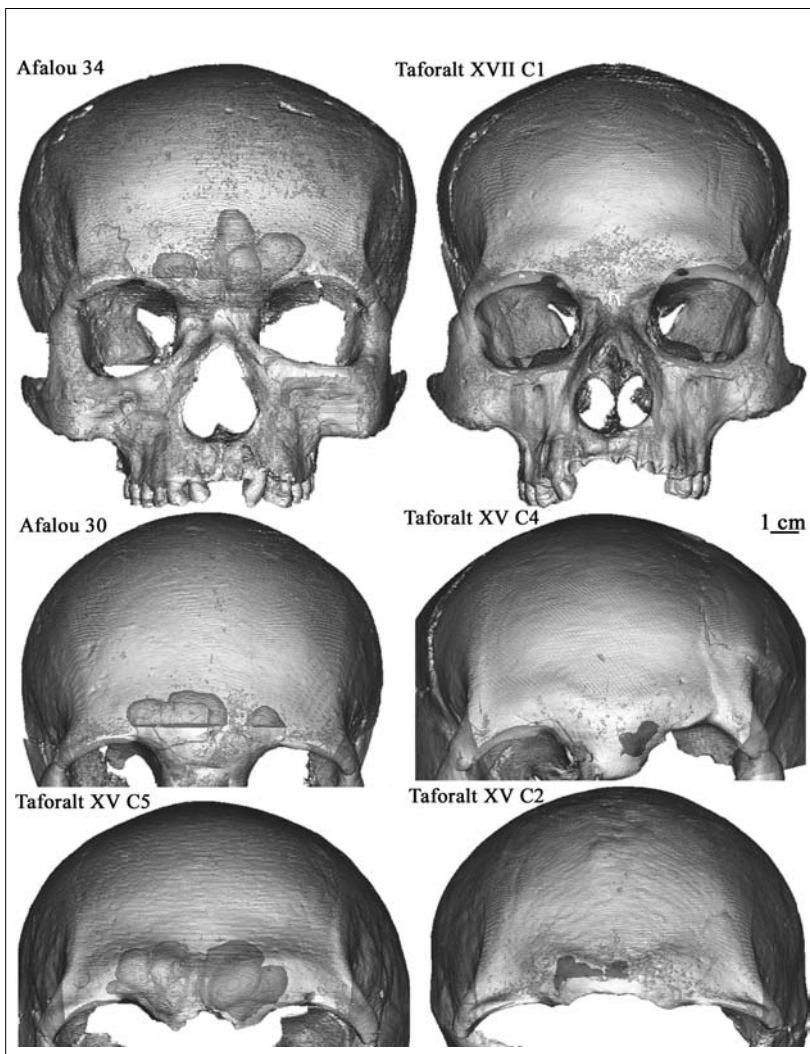 Afalou 34
Taforalt XVII C1
Afalou 30
Taforalt XV C4
1 cm
Taforalt XV C5
Taforalt XV C2